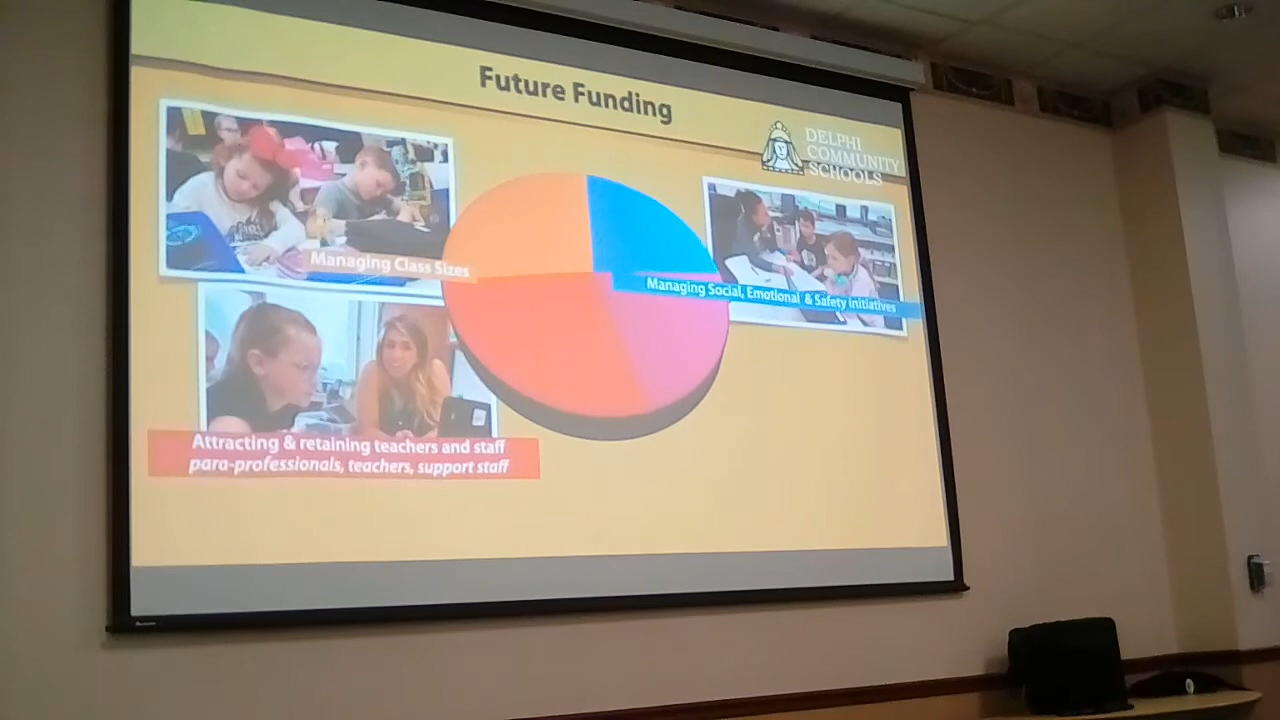 Future Funding
DELPHI
COMMUNITY
SCHOOLS
Managing Class Sizes
Managing Social, Emotional & Safety Initiatives
Attracting & retaining teachers and staff
para-professionals, teachers, support staff